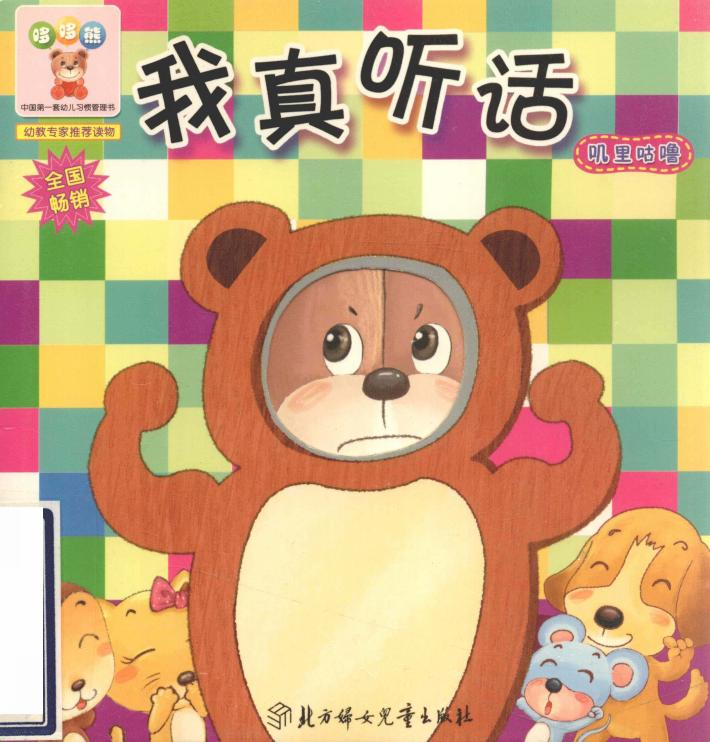 哆哆熊
中国第一套幼儿习惯管理书
幼教专家推荐读物
全国
畅销
我真听话
叽里咕噜
北方婦女兒童出版社